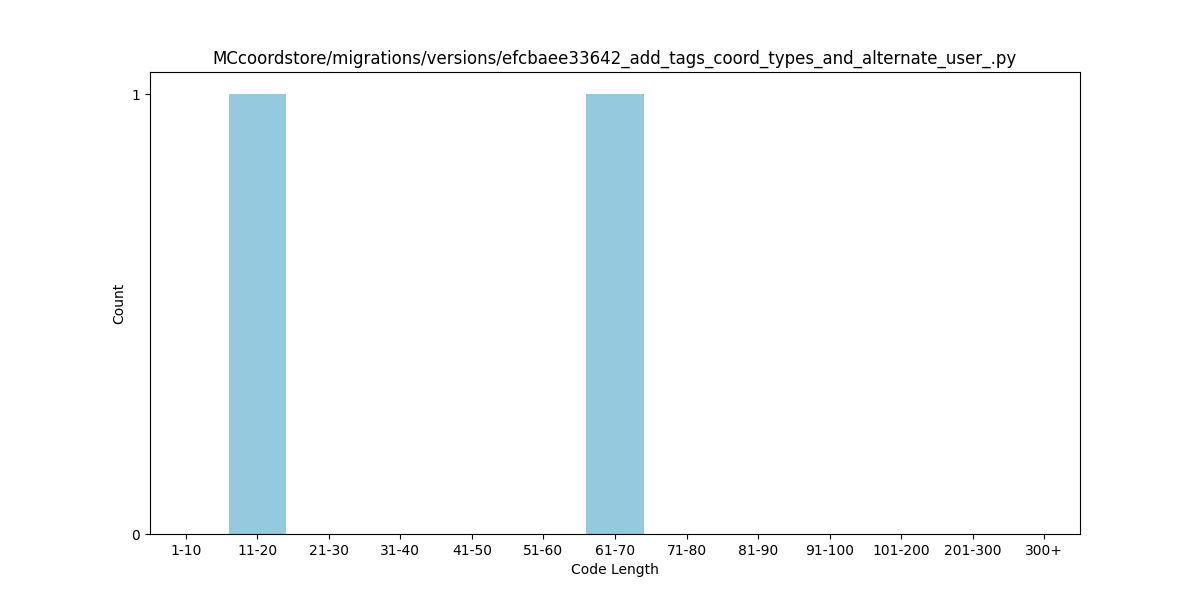 MCcoordstore/migrations/versions/efcbaee33642_add_tags_coord_types_and_alternate_user_.py
1
Count
0
1-10 11-20 21-30 31-40 41-50 51-60 61-70 71-80 81-90 91-100 101-200 201-300 300+
Code Length